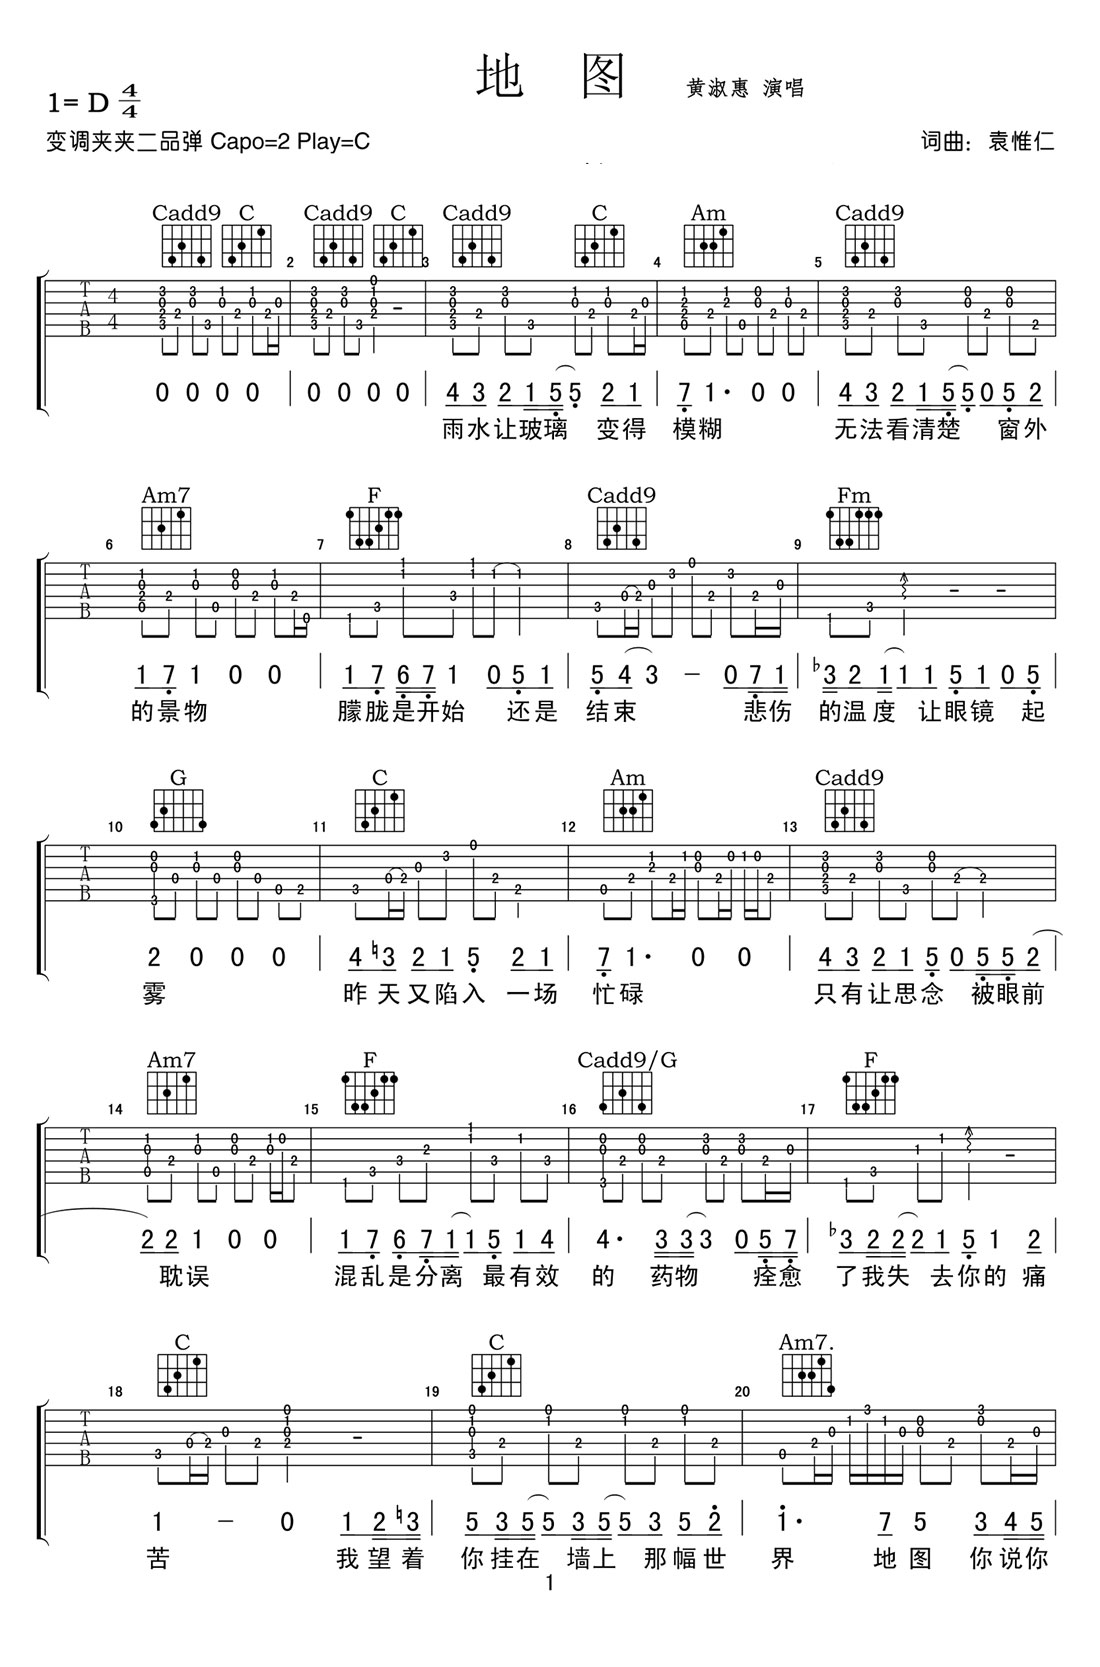 地 图
黄淑惠 演唱
1= D 4/4
变调夹夹二品弹 Capo=2 Play=C
词曲：袁惟仁
Cadd9 C Cadd9 C Cadd9 C Am Cadd9
2 3 4 5
0 0 0 0 0 0 0 0 4 3 2 1 5 5 2 1 7 1· 0 0 4 3 2 1 5 5 0 5 2
雨水让玻璃 变得 模糊 无法看清楚 窗外
Am7 F Cadd9 Fm
6 7 8 9
1 7 1 0 0 1 7 6 7 1 0 5 1 5 4 3 – 0 7 1 ♭3 2 1 1 1 5 1 0 5
的景物 朦胧是开始 还是 结束 悲伤 的温度 让眼镜 起
G C Am Cadd9
10 11 12 13
2 0 0 0 4 ♮3 2 1 5 2 1 7 1· 0 0 4 3 2 1 5 0 5 5 2
雾 昨天又陷入 一场 忙碌 只有让思念 被眼前
Am7 F Cadd9/G F
14 15 16 17
2 2 1 0 0 1 7 6 7 1 1 5 1 4 4· 3 3 3 0 5 7 ♭3 2 2 2 1 5 1 2
耽误 混乱是分离 最有效 的 药物 痊愈 了我失 去你的 痛
C C Am7.
18 19 20
1 – 0 1 2 ♮3 5 3 5 5 3 5 5 3 5 2 1· 7 5 3 4 5
苦 我望着 你挂在 墙上 那幅世 界 地图 你说你
1